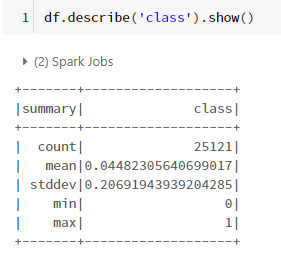 1 df.describe('class').show()
(2) Spark Jobs
+-------+-------------------+
|summary|              class|
+-------+-------------------+
|  count|              25121|
|   mean|0.04482305640699017|
| stddev|0.20691943939204285|
|    min|                  0|
|    max|                  1|
+-------+-------------------+